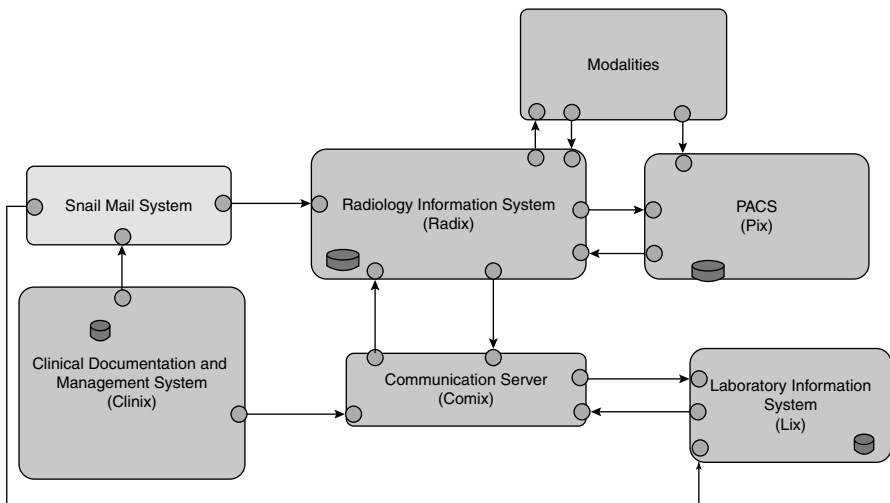 Modalities
Snail Mail System
Radiology Information System
(Radix)
PACS
(Pix)
Clinical Documentation and
Management System
(Clinix)
Communication Server
(Comix)
Laboratory Information
System
(Lix)